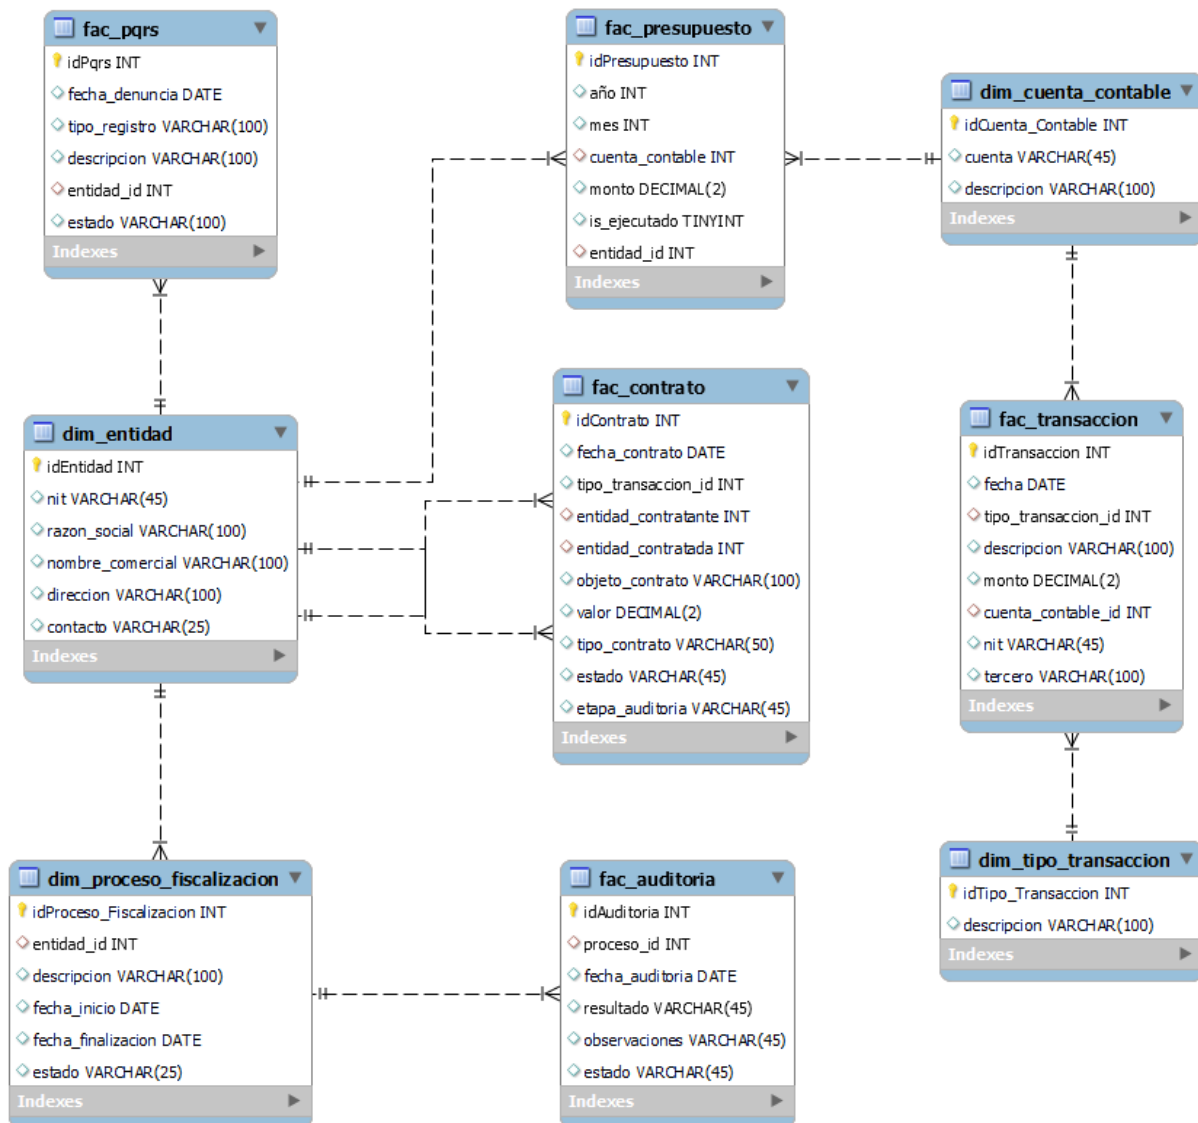 fac_pqrs
idPqrs INT
fecha_denuncia DATE
tipo_registro VARCHAR(100)
descripcion VARCHAR(100)
entidad_id INT
estado VARCHAR(100)
Indexes
fac_presupuesto
idPresupuesto INT
año INT
mes INT
cuenta_contable INT
monto DECIMAL(2)
is_ejecutado TINYINT
entidad_id INT
Indexes
dim_cuenta_contable
idCuenta_Contable INT
cuenta VARCHAR(45)
descripcion VARCHAR(100)
Indexes
dim_entidad
idEntidad INT
nit VARCHAR(45)
razon_social VARCHAR(100)
nombre_comercial VARCHAR(100)
direccion VARCHAR(100)
contacto VARCHAR(25)
Indexes
fac_contrato
idContrato INT
fecha_contrato DATE
tipo_transaccion_id INT
entidad_contratante INT
entidad_contratada INT
objeto_contrato VARCHAR(100)
valor DECIMAL(2)
tipo_contrato VARCHAR(50)
estado VARCHAR(45)
etapa_auditoria VARCHAR(45)
Indexes
fac_transaccion
idTransaccion INT
fecha DATE
tipo_transaccion_id INT
descripcion VARCHAR(100)
monto DECIMAL(2)
cuenta_contable_id INT
nit VARCHAR(45)
tercero VARCHAR(100)
Indexes
dim_proceso_fiscalizacion
idProceso_Fiscalizacion INT
entidad_id INT
descripcion VARCHAR(100)
fecha_inicio DATE
fecha_finalizacion DATE
estado VARCHAR(25)
Indexes
fac_auditoria
idAuditoria INT
proceso_id INT
fecha_auditoria DATE
resultado VARCHAR(45)
observaciones VARCHAR(45)
estado VARCHAR(45)
Indexes
dim_tipo_transaccion
idTipo_Transaccion INT
descripcion VARCHAR(100)
Indexes